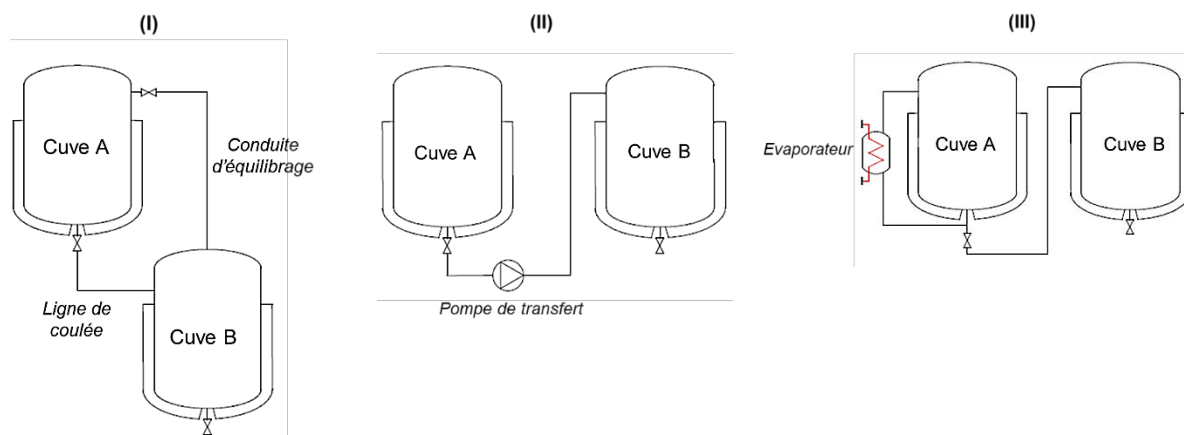 (I)
Cuve A
Conduite
d'équilibrage
Ligne de
coulée
Cuve B
(II)
Cuve A
Cuve B
Pompe de transfert
(III)
Evaporateur
Cuve A
Cuve B